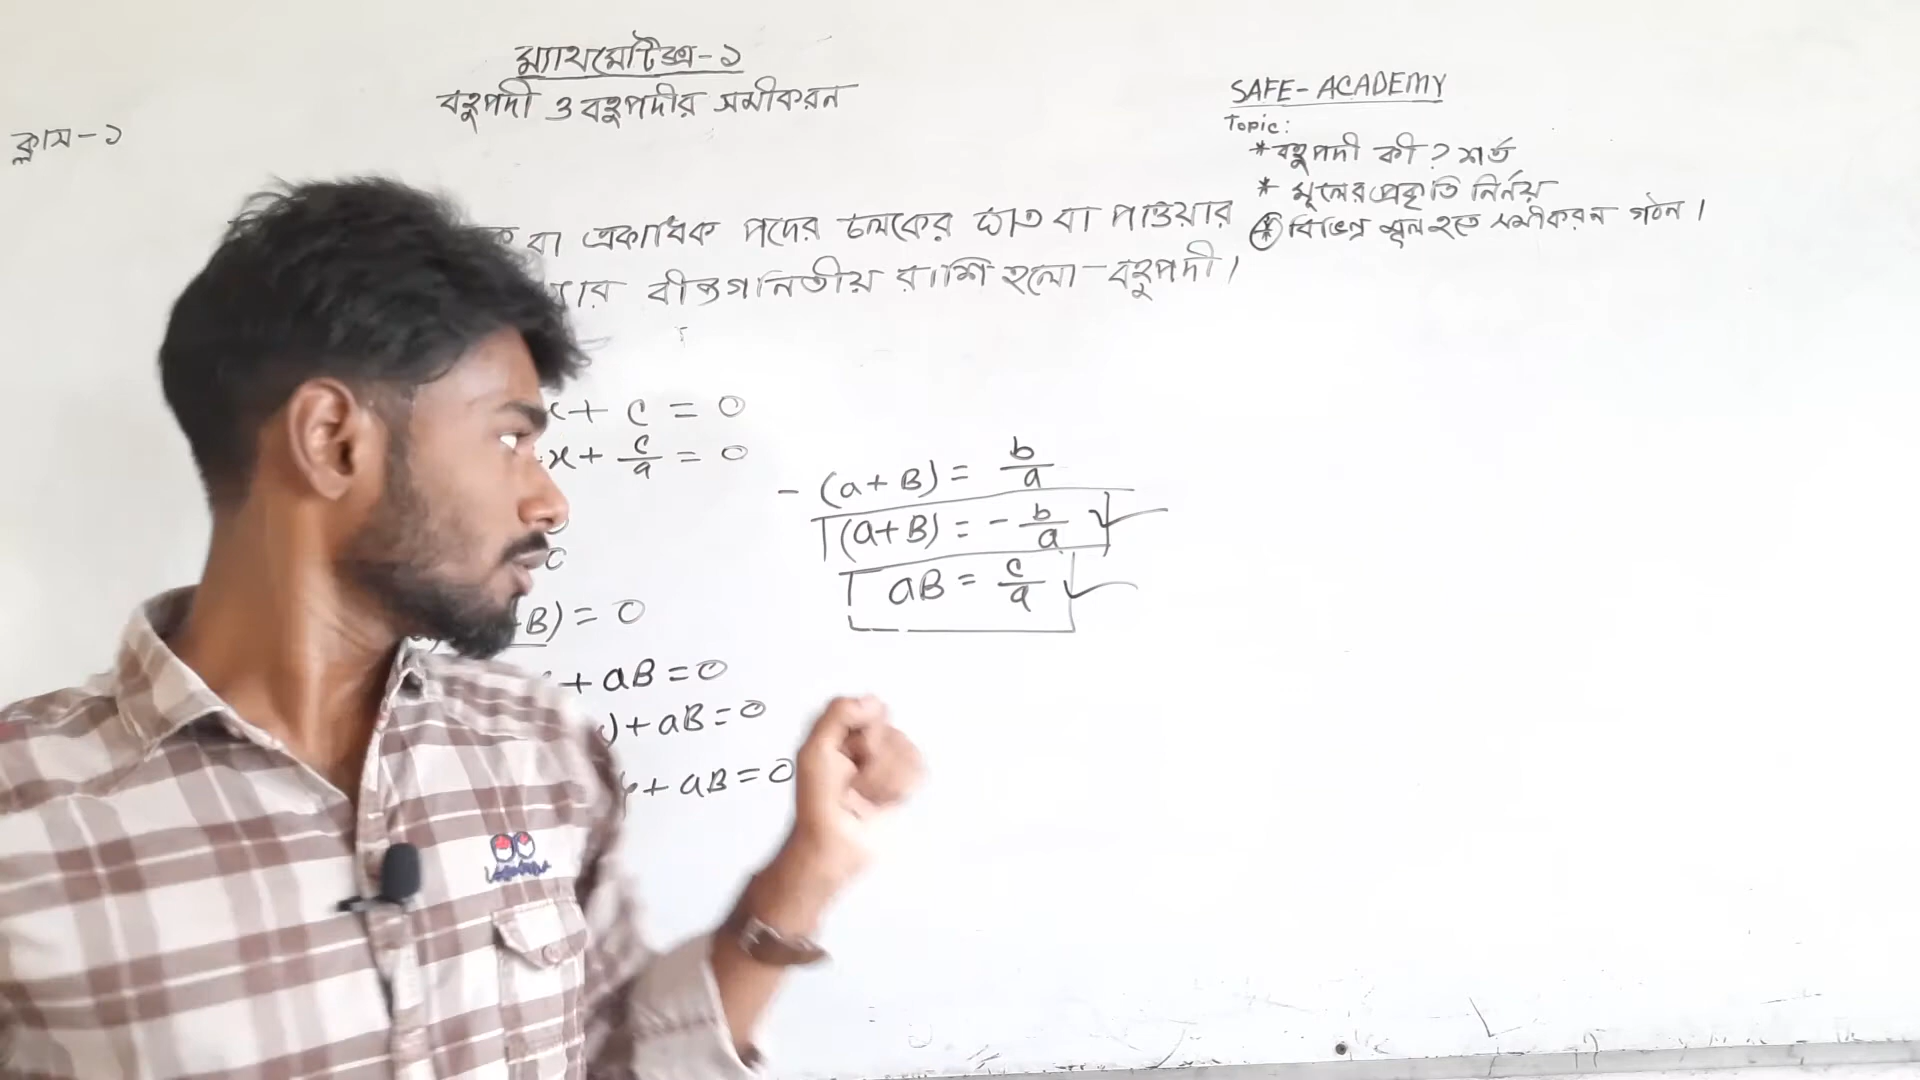 ম্যাথমেটিক্স-১
বহুপদী ও বহুপদীর সমীকরন
ক্লাস-১
SAFE-ACADEMY
Topic:
*বহুপদী কী? শর্ত
* মূলের প্রকৃতি নির্নয়
* বিভিন্ন মূল হতে সমীকরন গঠন।
বা একাধিক পদের চলকের ঘাত বা পাওয়ার
বীজগনিতীয় রাশি হলো-বহুপদী।
x+ c = 0
x+ c/a = 0
B) = 0
+ aB = 0
)+ aB = 0
+ aB = 0
- (a+B) = b/a
(a+B) = - b/a
aB = c/a